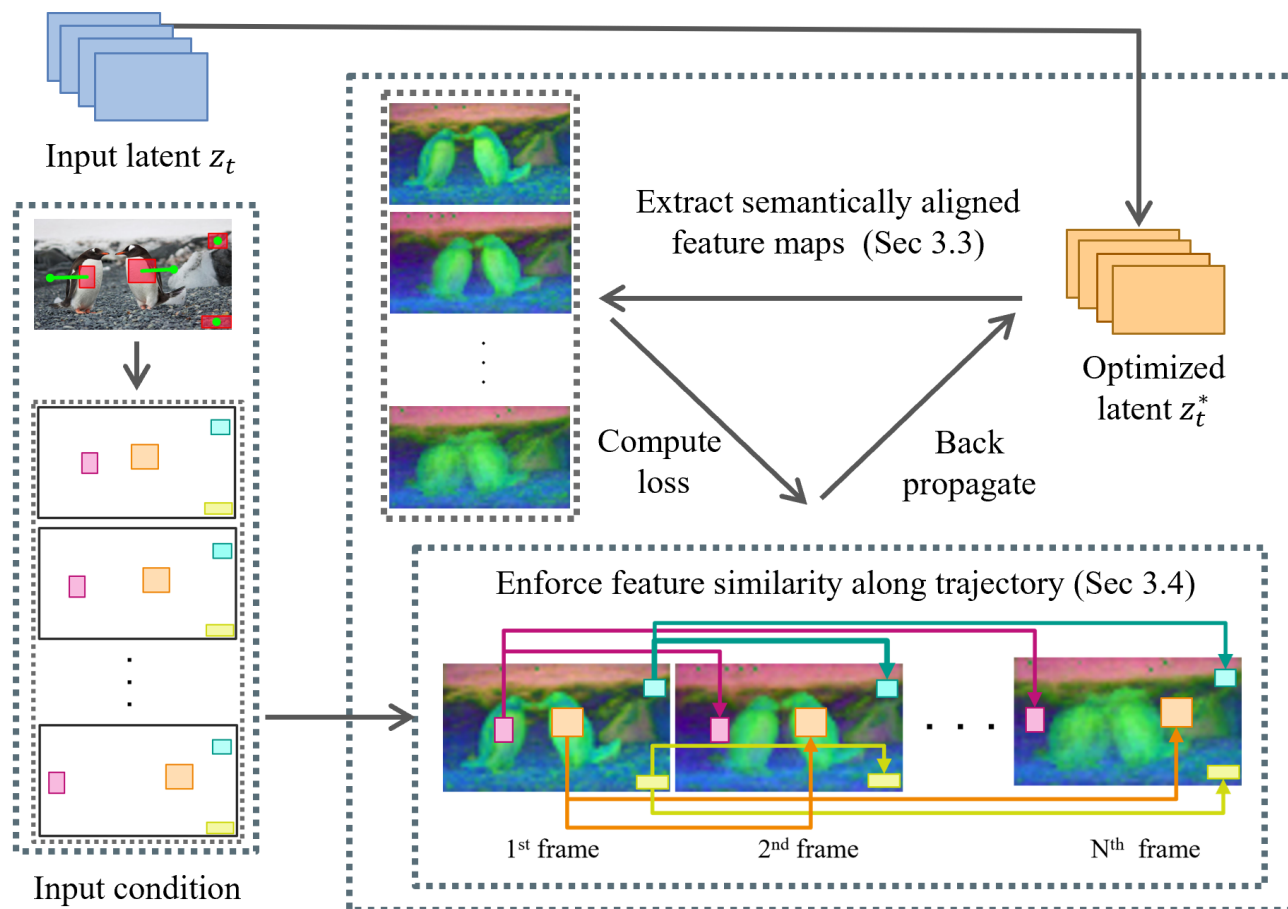 Input latent $z_t$
Extract semantically aligned
feature maps (Sec 3.3)
Optimized
latent $z_t^*$
Compute
loss
Back
propagate
Enforce feature similarity along trajectory (Sec 3.4)
1st frame
2nd frame
Nth frame
Input condition